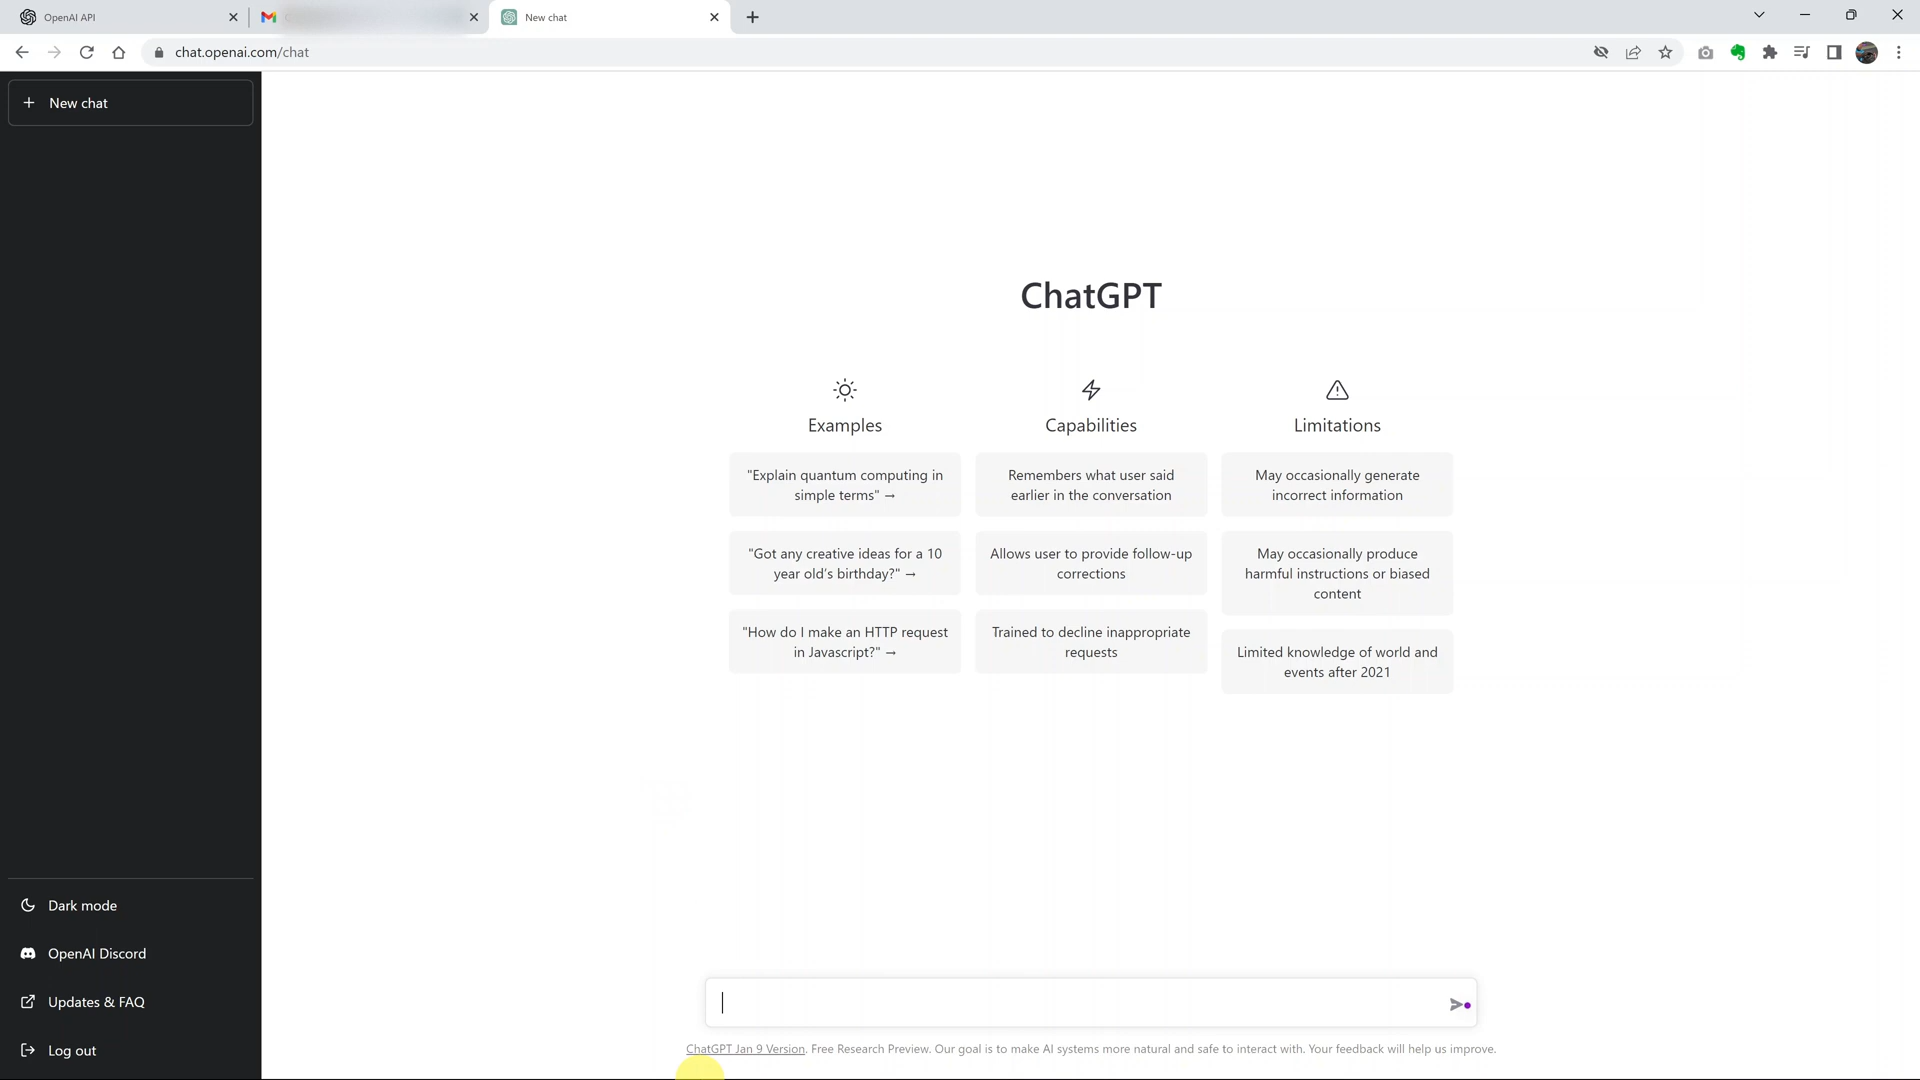 OpenAI API
New chat
chat.openai.com/chat
New chat
ChatGPT
Examples
Capabilities
Limitations
"Explain quantum computing in
simple terms" →
Remembers what user said
earlier in the conversation
May occasionally generate
incorrect information
"Got any creative ideas for a 10
year old's birthday?" →
Allows user to provide follow-up
corrections
May occasionally produce
harmful instructions or biased
content
"How do I make an HTTP request
in Javascript?" →
Trained to decline inappropriate
requests
Limited knowledge of world and
events after 2021
Dark mode
OpenAI Discord
Updates & FAQ
Log out
ChatGPT Jan 9 Version. Free Research Preview. Our goal is to make AI systems more natural and safe to interact with. Your feedback will help us improve.